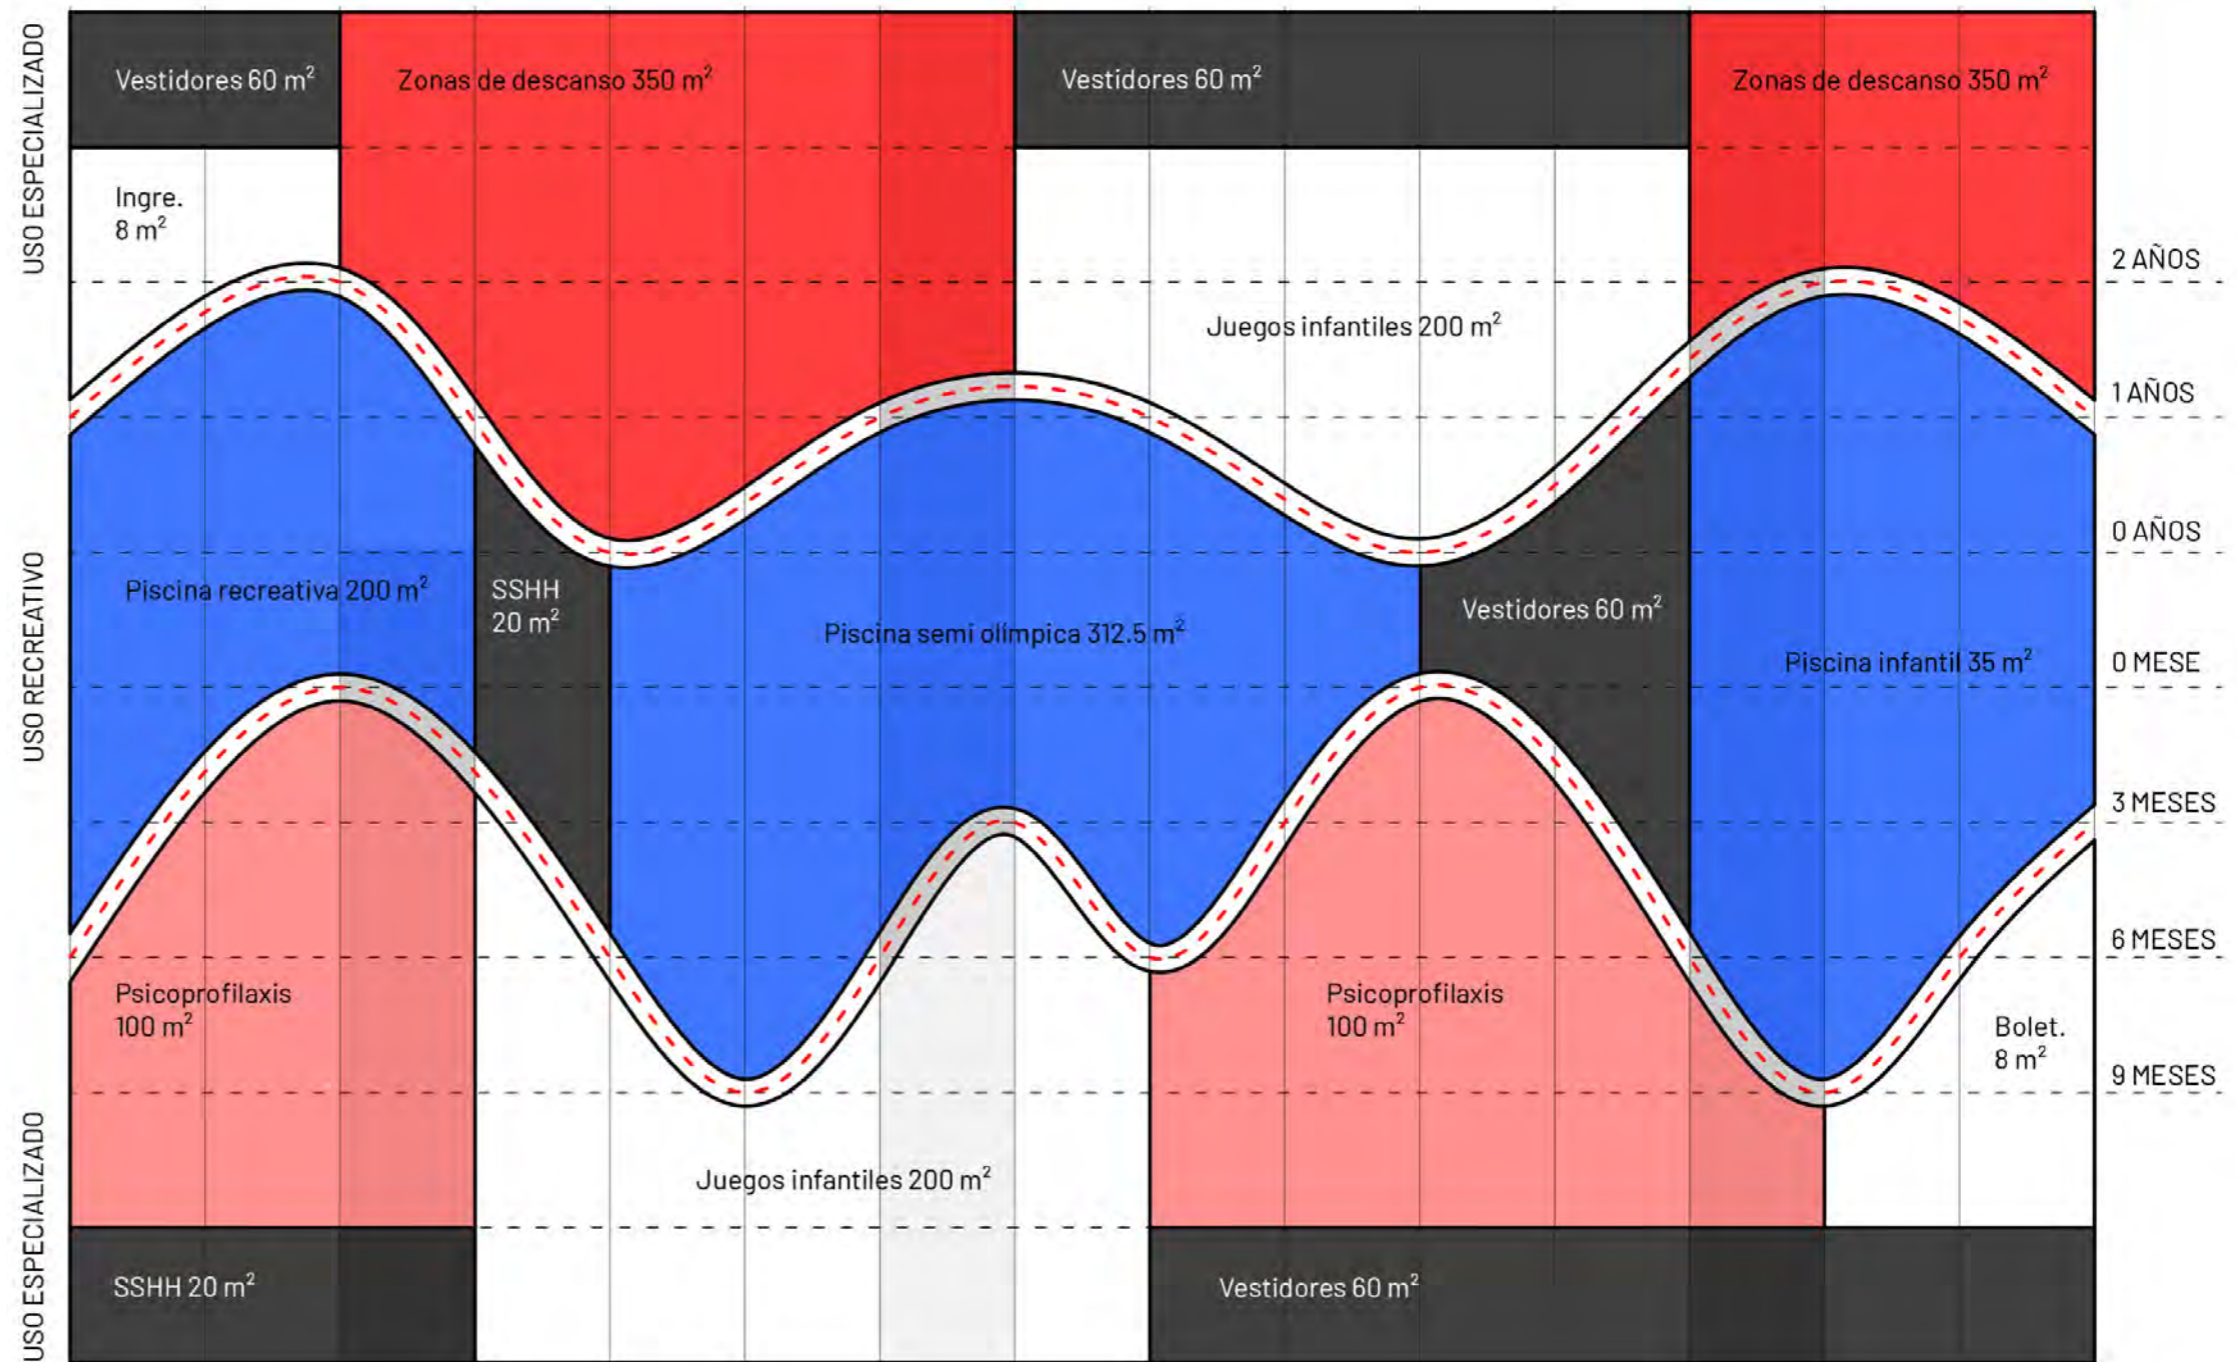 USO ESPECIALIZADO
Vestidores 60 m²
Zonas de descanso 350 m²
Vestidores 60 m²
Zonas de descanso 350 m²
Ingre.
8 m²
2 AÑOS
Juegos infantiles 200 m²
1 AÑOS
0 AÑOS
USO RECREATIVO
Piscina recreativa 200 m²
SSHH
20 m²
Piscina semi olímpica 312.5 m²
Vestidores 60 m²
Piscina infantil 35 m²
0 MESE
3 MESES
6 MESES
Psicoprofilaxis
100 m²
Psicoprofilaxis
100 m²
Bolet.
8 m²
9 MESES
USO ESPECIALIZADO
Juegos infantiles 200 m²
SSHH 20 m²
Vestidores 60 m²